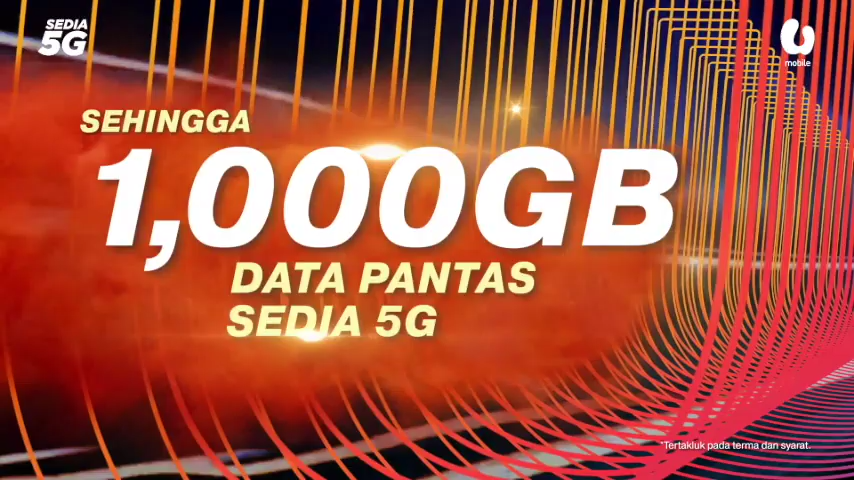 SEDIA
5G
U
mobile
SEHINGGA
1,000GB
DATA PANTAS
SEDIA 5G
*Tertakluk pada terma dan syarat.